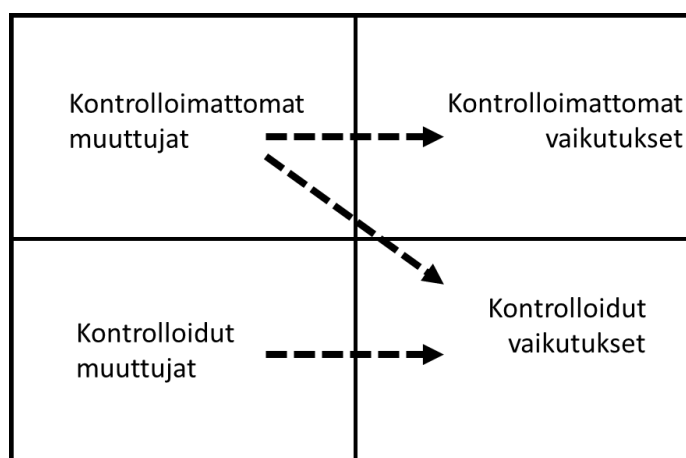 Kontrolloimattomat
muuttujat
Kontrolloimattomat
vaikutukset
Kontrolloidut
muuttujat
Kontrolloidut
vaikutukset